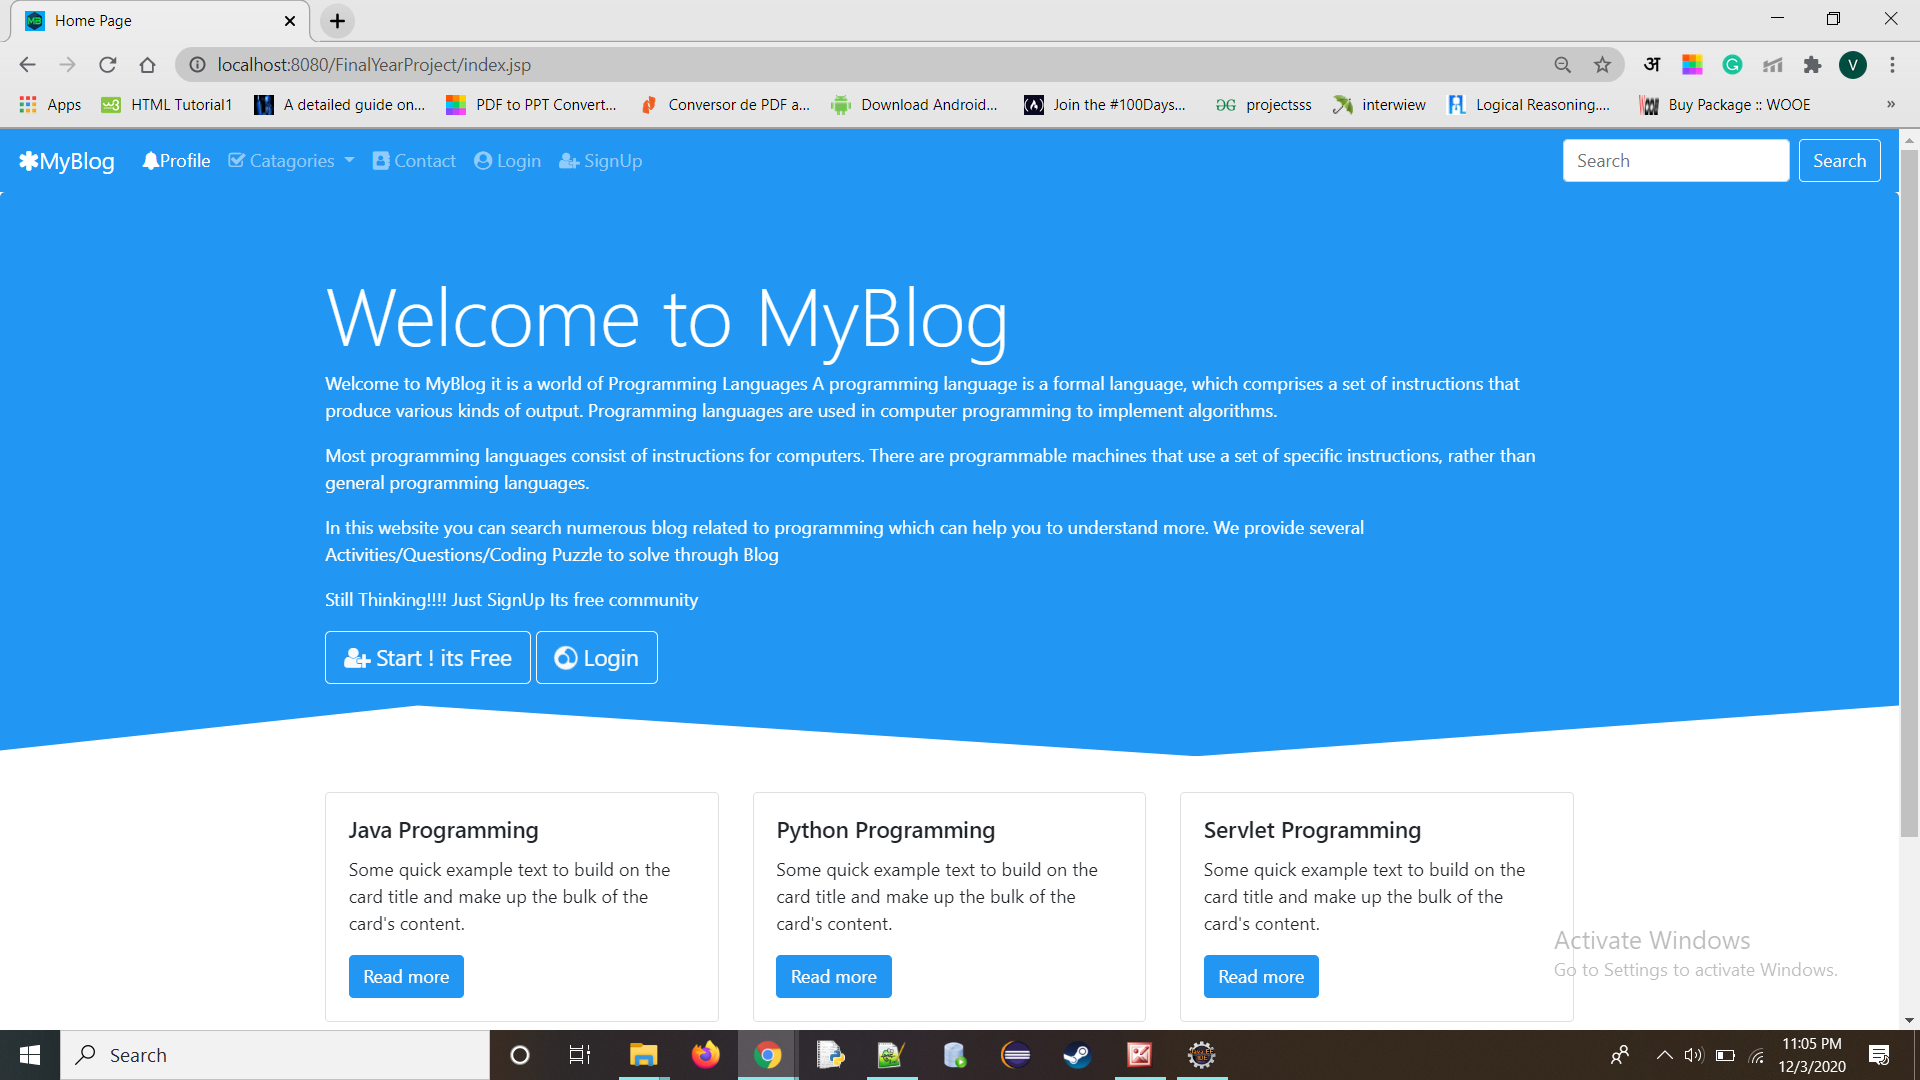 Home Page
localhost:8080/FinalYearProject/index.jsp
अ
G
V
Apps
HTML Tutorial1
A detailed guide on...
PDF to PPT Convert...
Conversor de PDF a...
Download Android...
Join the #100Days...
projectsss
interwiew
Logical Reasoning....
Buy Package :: WOOE
MyBlog
Profile
Catagories
Contact
Login
SignUp
Search
Search
Welcome to MyBlog
Welcome to MyBlog it is a world of Programming Languages A programming language is a formal language, which comprises a set of instructions that
produce various kinds of output. Programming languages are used in computer programming to implement algorithms.
Most programming languages consist of instructions for computers. There are programmable machines that use a set of specific instructions, rather than
general programming languages.
In this website you can search numerous blog related to programming which can help you to understand more. We provide several
Activities/Questions/Coding Puzzle to solve through Blog
Still Thinking!!!! Just SignUp Its free community
Start ! its Free
Login
Java Programming
Some quick example text to build on the
card title and make up the bulk of the
card's content.
Read more
Python Programming
Some quick example text to build on the
card title and make up the bulk of the
card's content.
Read more
Servlet Programming
Some quick example text to build on the
card title and make up the bulk of the
card's content.
Read more
Activate Windows
Go to Settings to activate Windows.
Search
11:05 PM
12/3/2020